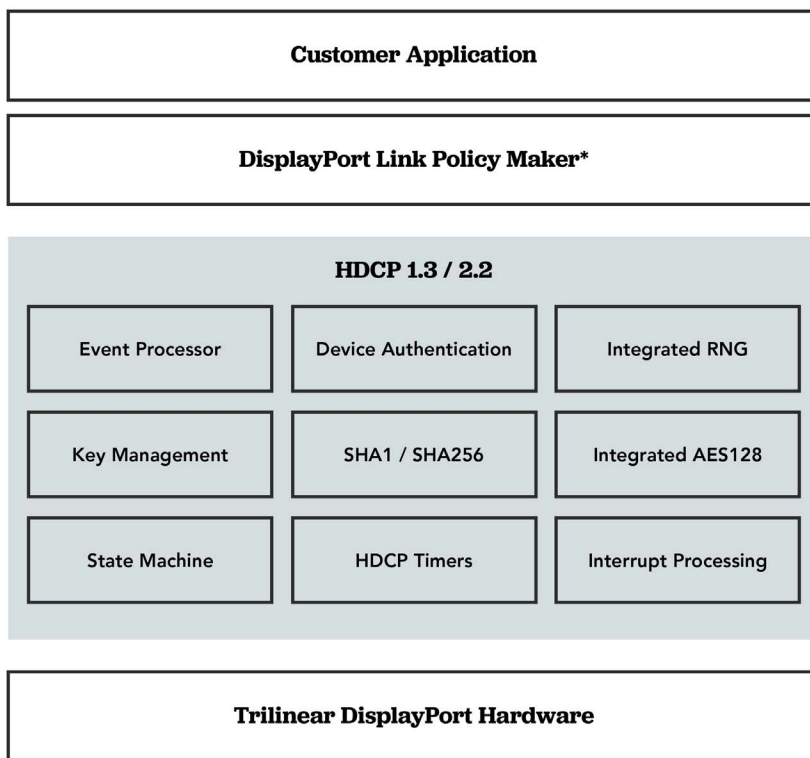 Customer Application
DisplayPort Link Policy Maker*
HDCP 1.3 / 2.2
Event Processor
Device Authentication
Integrated RNG
Key Management
SHA1 / SHA256
Integrated AES128
State Machine
HDCP Timers
Interrupt Processing
Trilinear DisplayPort Hardware